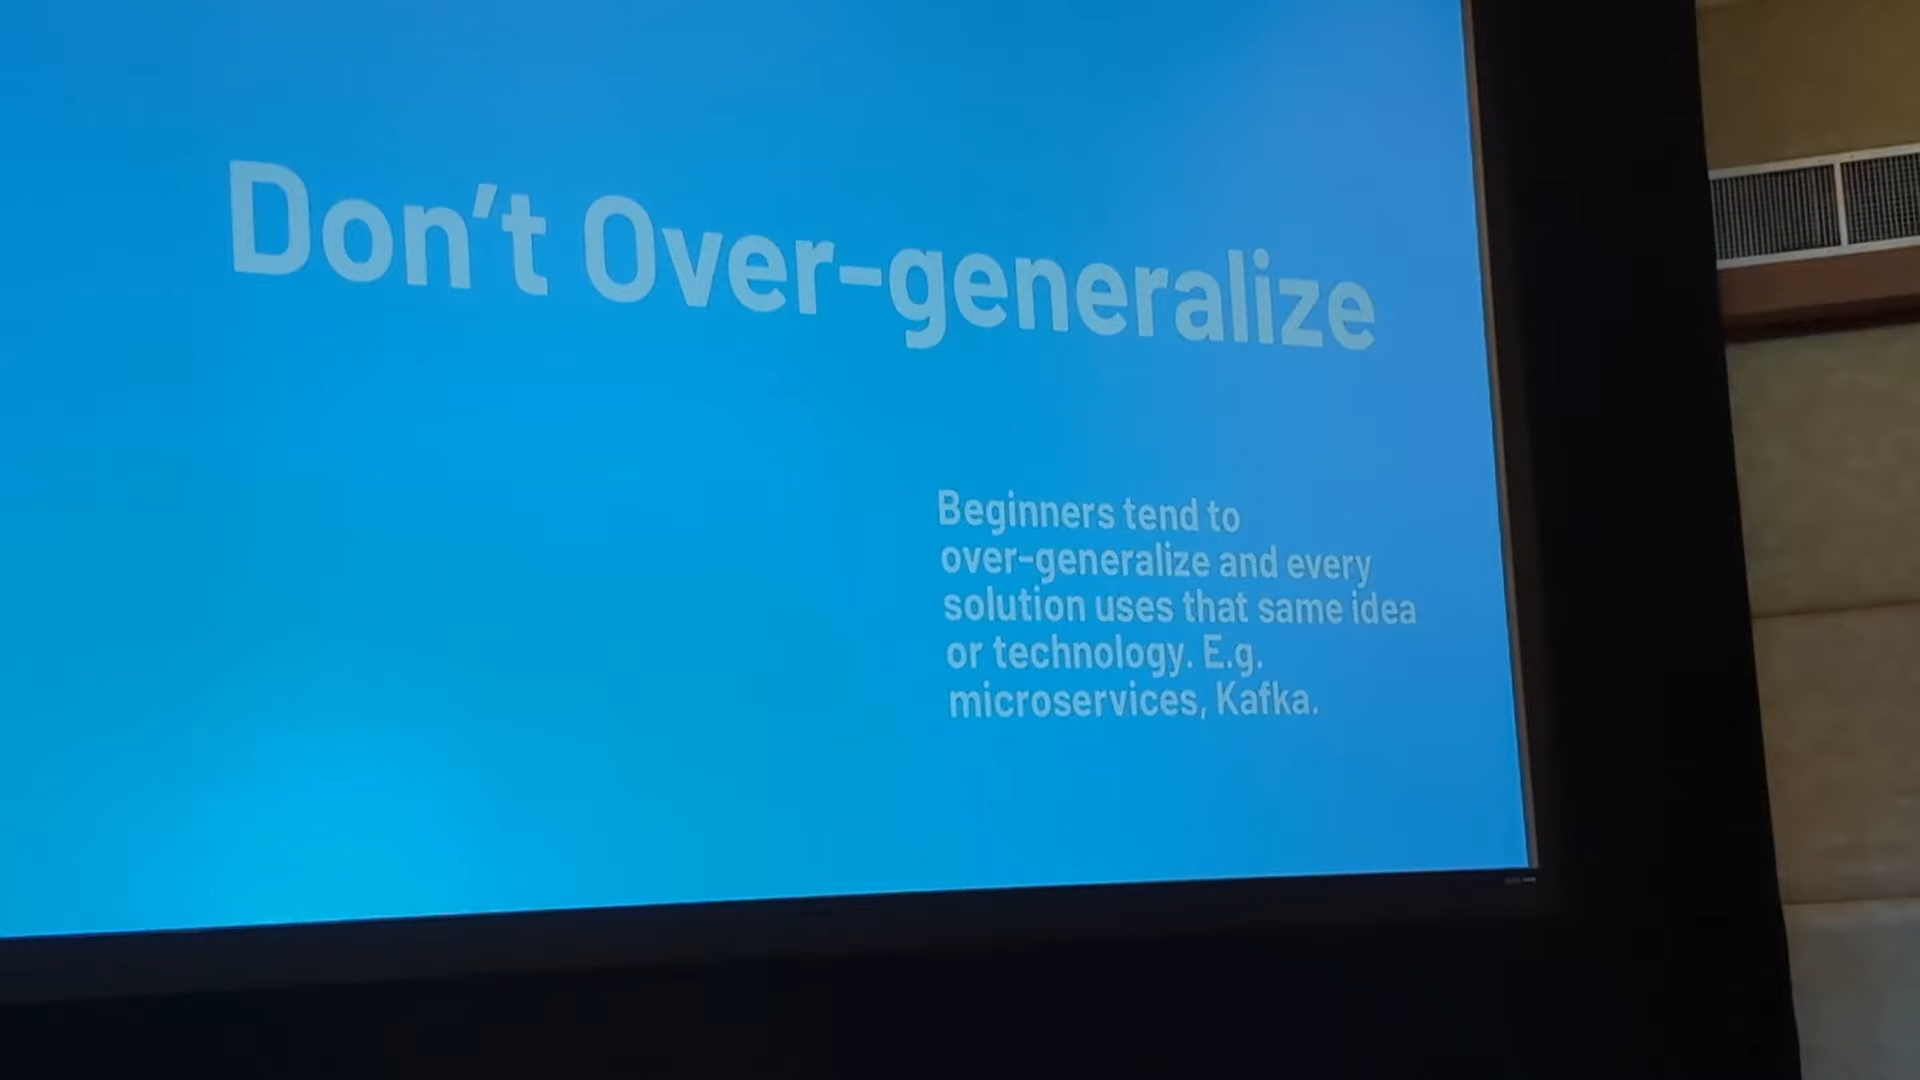 Don't Over-generalize
Beginners tend to
over-generalize and every
solution uses that same idea
or technology. E.g.
microservices, Kafka.